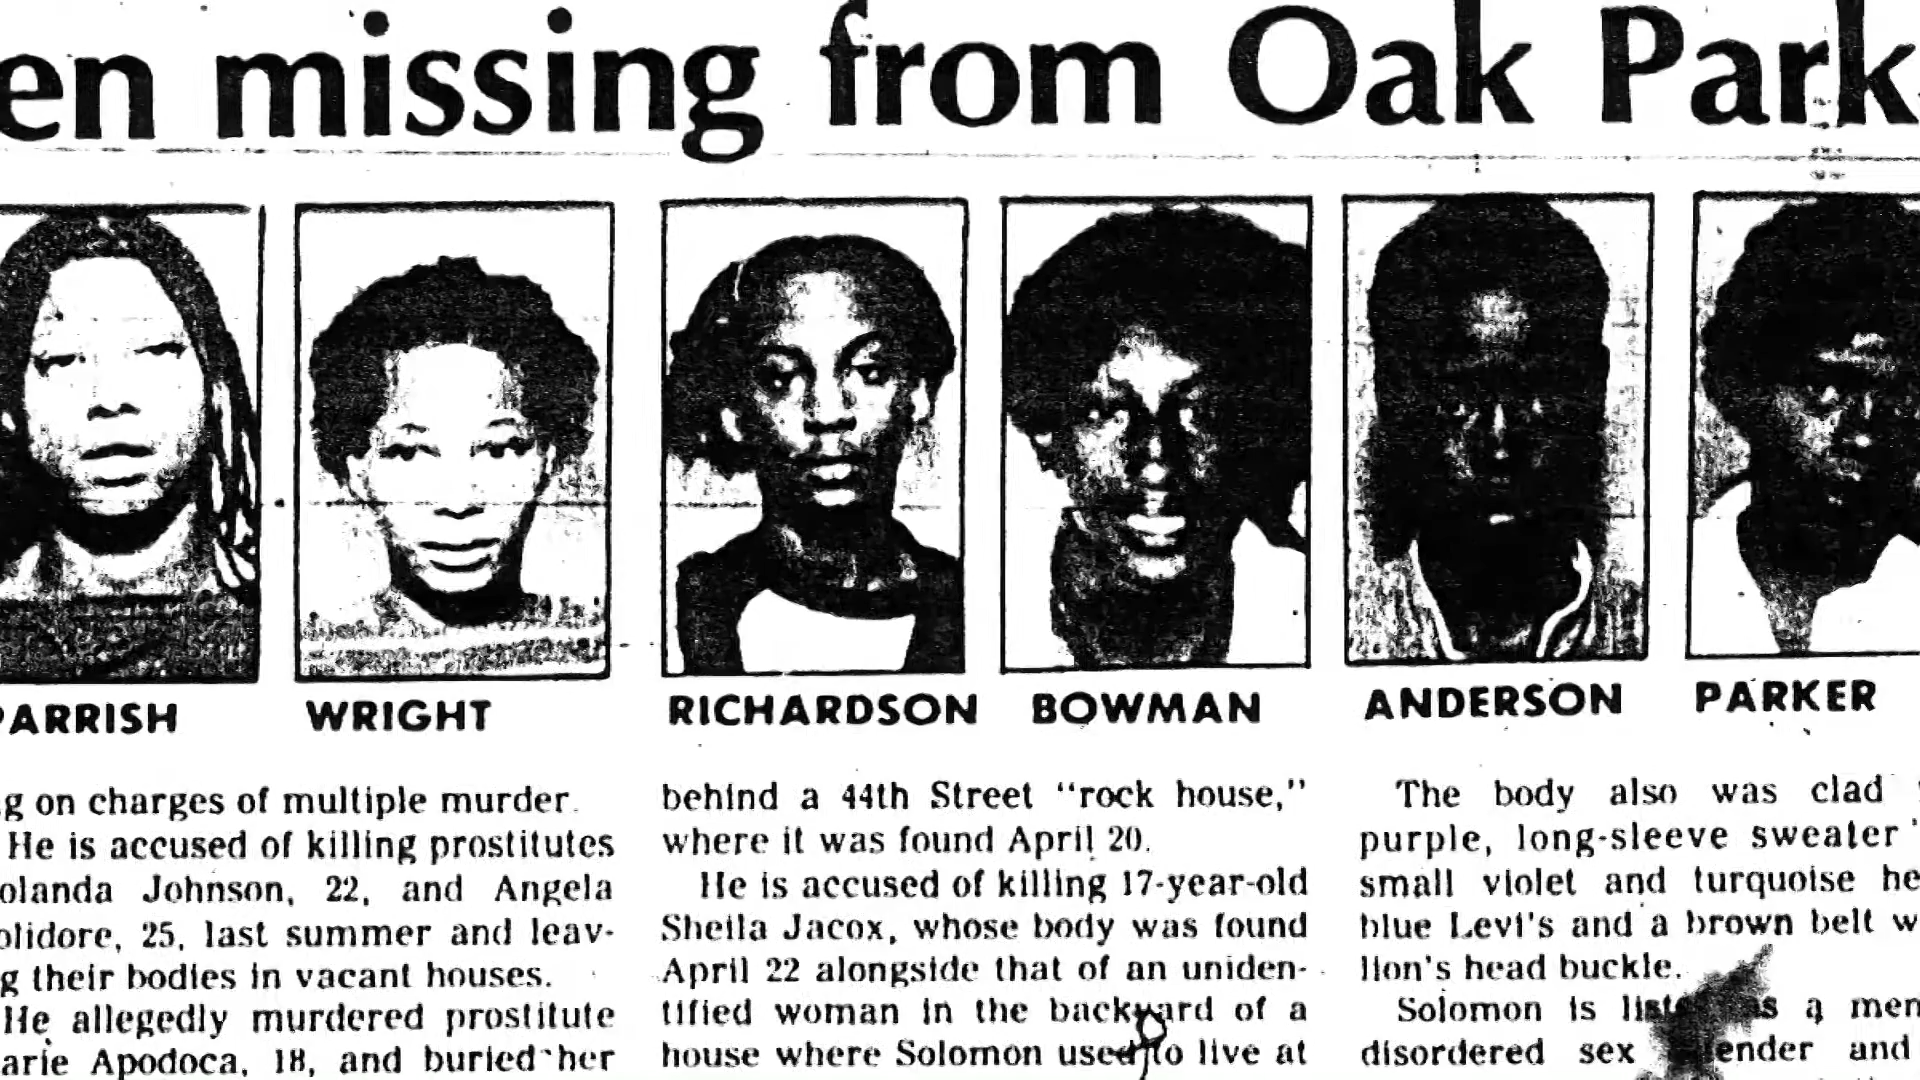 en missing from Oak Park
PARRISH
WRIGHT
RICHARDSON
BOWMAN
ANDERSON
PARKER
g on charges of multiple murder.
He is accused of killing prostitutes
olanda Johnson, 22, and Angela
olidore, 25, last summer and leav-
g their bodies in vacant houses.
He allegedly murdered prostitute
arie Apodoca, 18, and buried her
behind a 44th Street "rock house,"
where it was found April 20.
He is accused of killing 17-year-old
Sheila Jacox, whose body was found
April 22 alongside that of an uniden-
tified woman in the backyard of a
house where Solomon used to live at
The body also was clad
purple, long-sleeve sweater
small violet and turquoise he
blue Levi's and a brown belt w
lion's head buckle.
Solomon is listed as a men
disordered sex offender and